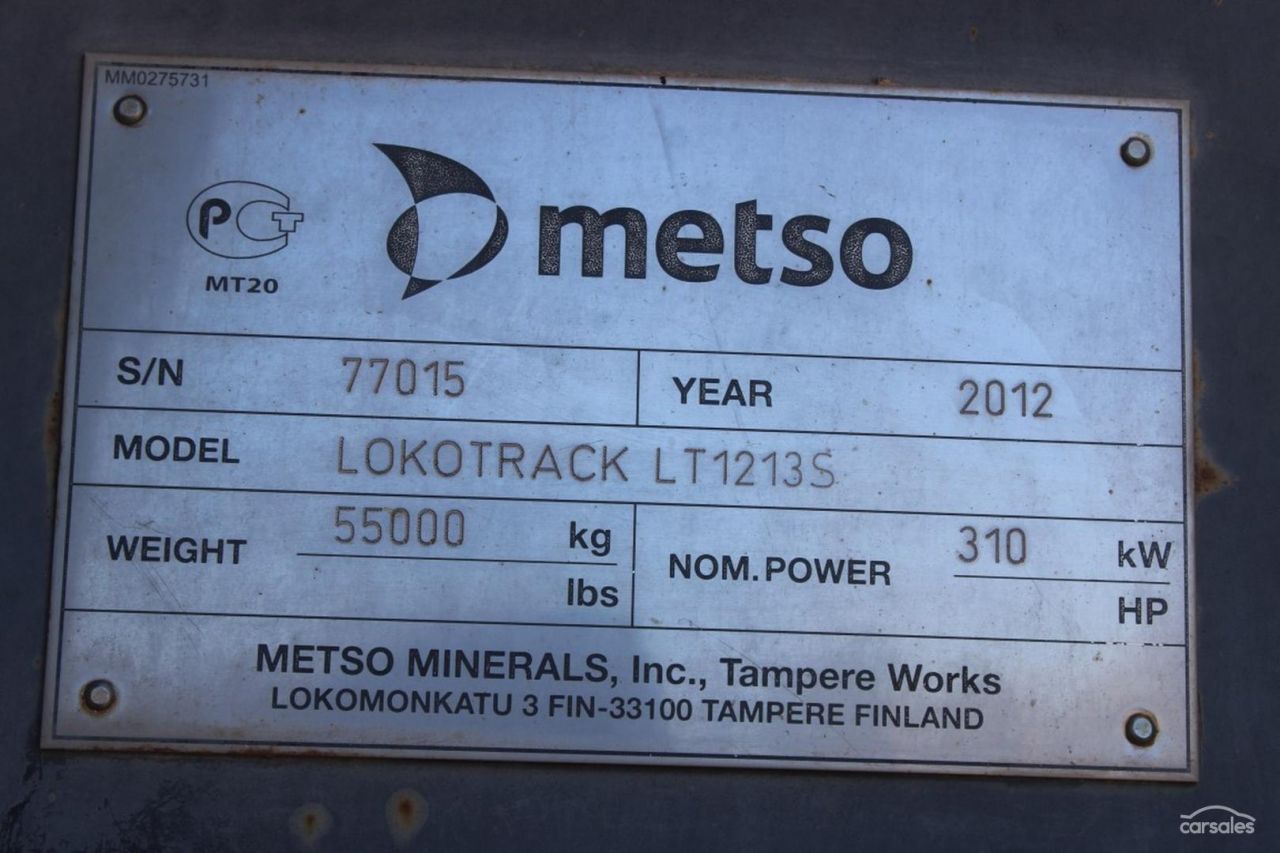 MM0275731
PCT
MT20
metso
S/N 77015 YEAR 2012
MODEL LOKOTRACK LT1213S
WEIGHT 55000 kg NOM. POWER 310 kW
lbs HP
METSO MINERALS, Inc., Tampere Works
LOKOMONKATU 3 FIN-33100 TAMPERE FINLAND
carsales